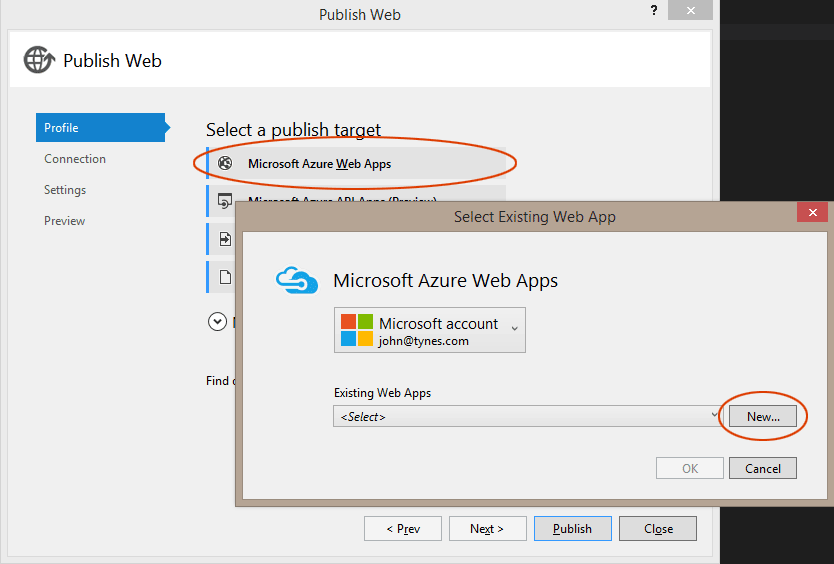 Publish Web
?
Publish Web
Profile
Connection
Settings
Preview
Select a publish target
Microsoft Azure Web Apps
Microsoft Azure API Apps (Preview)
Find
Select Existing Web App
Microsoft Azure Web Apps
Microsoft account
john@tynes.com
Existing Web Apps
<Select>
New...
OK
Cancel
< Prev
Next >
Publish
Close